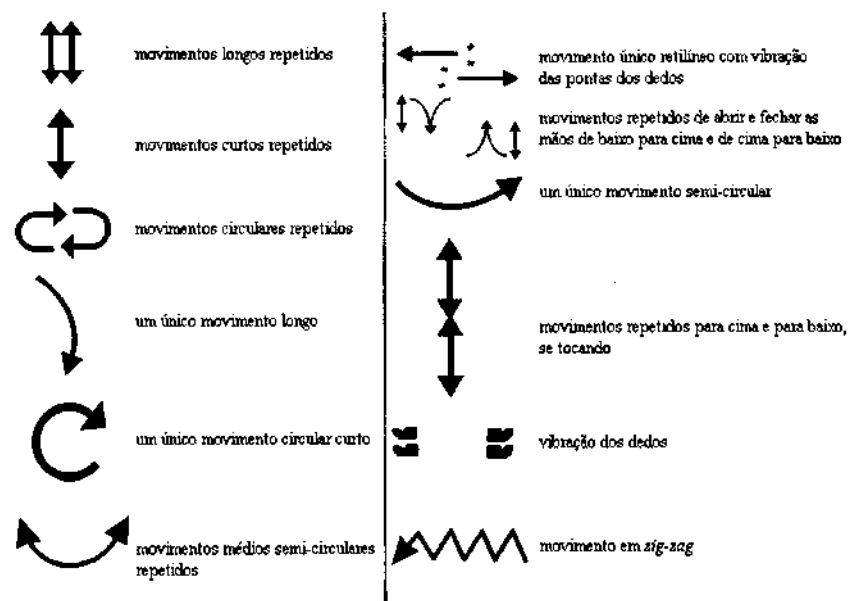 movimentos longos repetidos
movimentos curtos repetidos
movimentos circulares repetidos
um único movimento longo
um único movimento circular curto
movimentos médios semi-circulares
repetidos
movimento único retilíneo com vibração
das pontas dos dedos
movimentos repetidos de abrir e fechar as
mãos de baixo para cima e de cima para baixo
um único movimento semi-circular
movimentos repetidos para cima e para baixo,
se tocando
vibração dos dedos
movimento em zig-zag